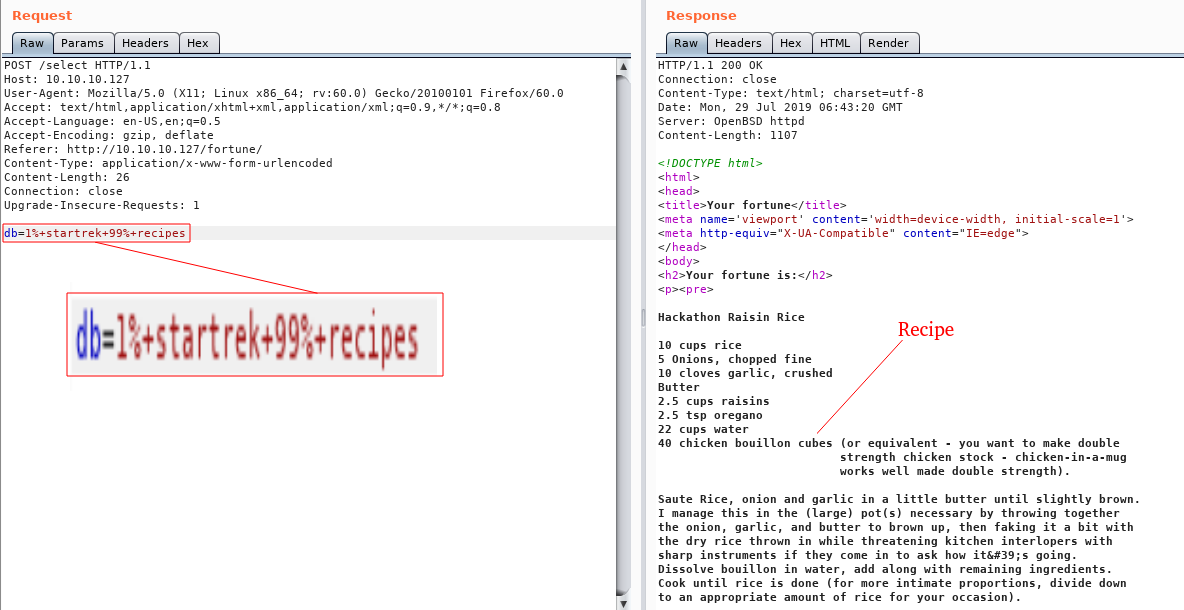 Request
Raw Params Headers Hex
POST /select HTTP/1.1
Host: 10.10.10.127
User-Agent: Mozilla/5.0 (X11; Linux x86_64; rv:60.0) Gecko/20100101 Firefox/60.0
Accept: text/html,application/xhtml+xml,application/xml;q=0.9,*/*;q=0.8
Accept-Language: en-US,en;q=0.5
Accept-Encoding: gzip, deflate
Referer: http://10.10.10.127/fortune/
Content-Type: application/x-www-form-urlencoded
Content-Length: 26
Connection: close
Upgrade-Insecure-Requests: 1
db=1%+startrek+99%+recipes
db=1%+startrek+99%+recipes
Response
Raw Headers Hex HTML Render
HTTP/1.1 200 OK
Connection: close
Content-Type: text/html; charset=utf-8
Date: Mon, 29 Jul 2019 06:43:20 GMT
Server: OpenBSD httpd
Content-Length: 1107
<!DOCTYPE html>
<html>
<head>
<title>Your fortune</title>
<meta name='viewport' content='width=device-width, initial-scale=1'>
<meta http-equiv="X-UA-Compatible" content="IE=edge">
</head>
<body>
<h2>Your fortune is:</h2>
<p><pre>
Hackathon Raisin Rice
Recipe
10 cups rice
5 Onions, chopped fine
10 cloves garlic, crushed
Butter
2.5 cups raisins
2.5 tsp oregano
22 cups water
40 chicken bouillon cubes (or equivalent - you want to make double
strength chicken stock - chicken-in-a-mug
works well made double strength).
Saute Rice, onion and garlic in a little butter until slightly brown.
I manage this in the (large) pot(s) necessary by throwing together
the onion, garlic, and butter to brown up, then faking it a bit with
the dry rice thrown in while threatening kitchen interlopers with
sharp instruments if they come in to ask how it&#39;s going.
Dissolve bouillon in water, add along with remaining ingredients.
Cook until rice is done (for more intimate proportions, divide down
to an appropriate amount of rice for your occasion).